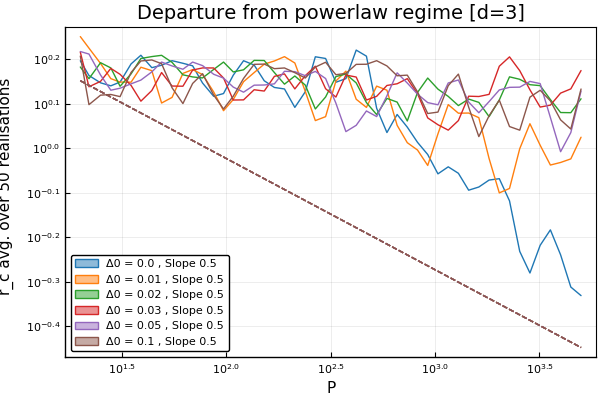 Departure from powerlaw regime [d=3]
r_c avg. over 50 realisations
10^0.2
10^0.1
10^0.0
10^-0.1
10^-0.2
10^-0.3
10^-0.4
Δ0 = 0.0 , Slope 0.5
Δ0 = 0.01 , Slope 0.5
Δ0 = 0.02 , Slope 0.5
Δ0 = 0.03 , Slope 0.5
Δ0 = 0.05 , Slope 0.5
Δ0 = 0.1 , Slope 0.5
10^1.5 10^2.0 10^2.5 10^3.0 10^3.5
P